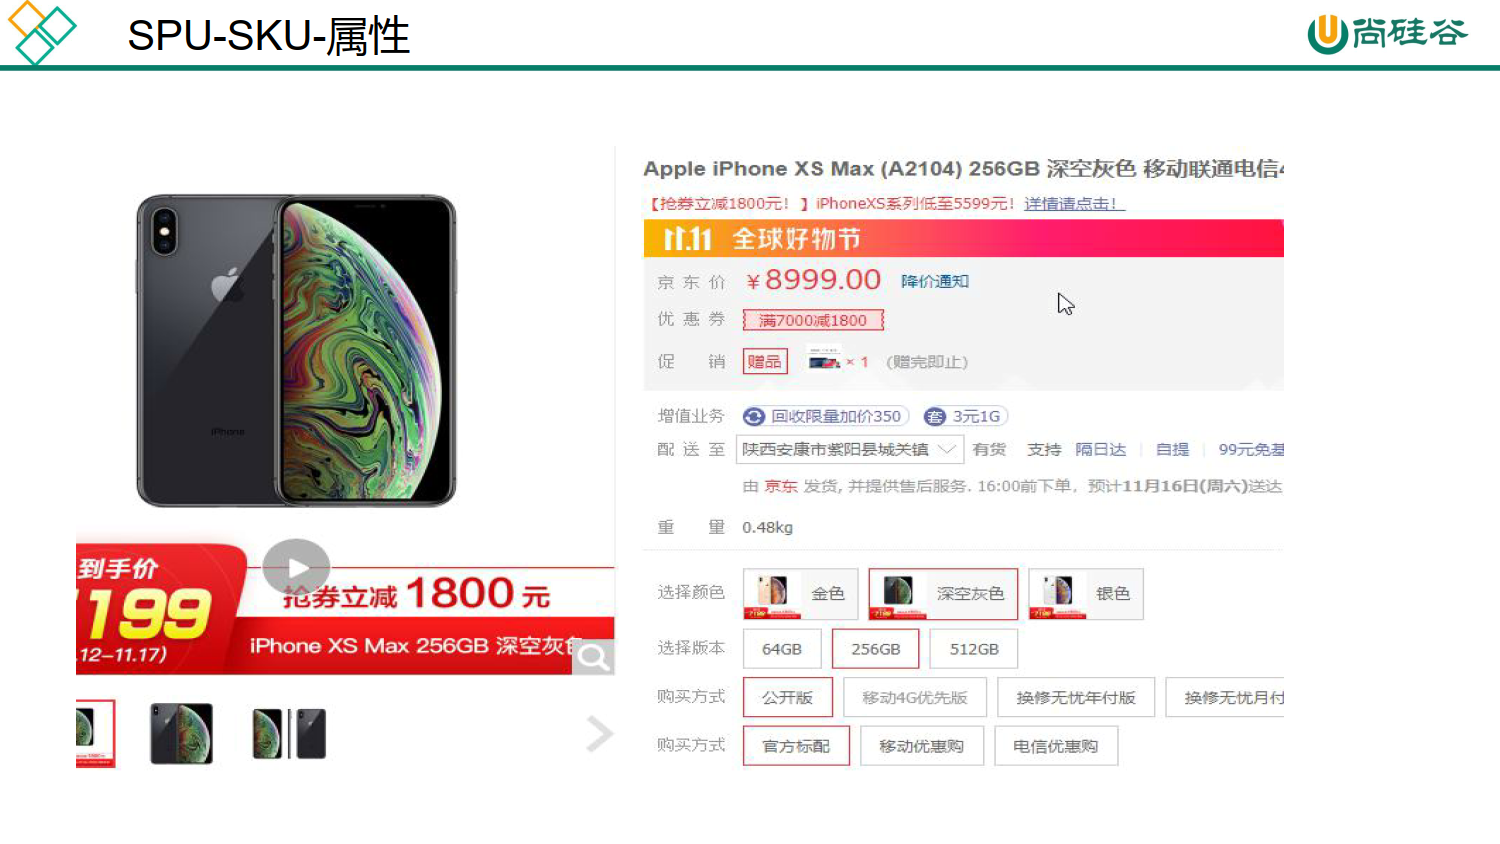 SPU-SKU-属性
尚硅谷
Apple iPhone XS Max (A2104) 256GB 深空灰色 移动联通电信4
【抢券立减1800元！】iPhoneXS系列低至5599元！详情请点击！
11.11 全球好物节
京东价 ￥8999.00 降价通知
优惠券 满7000减1800
促销 赠品 × 1 (赠完即止)
增值业务 回收限量加价350 套 3元1G
配送至 陕西安康市紫阳县城关镇 有货 支持 隔日达 自提 99元免基
由 京东 发货, 并提供售后服务. 16:00前下单, 预计11月16日(周六)送达
重量 0.48kg
选择颜色 金色 深空灰色 银色
选择版本 64GB 256GB 512GB
购买方式 公开版 移动4G优先版 换修无忧年付版 换修无忧月付
购买方式 官方标配 移动优惠购 电信优惠购
iPhone
到手价
199
.12-11.17)
抢券立减 1800 元
iPhone XS Max 256GB 深空灰色